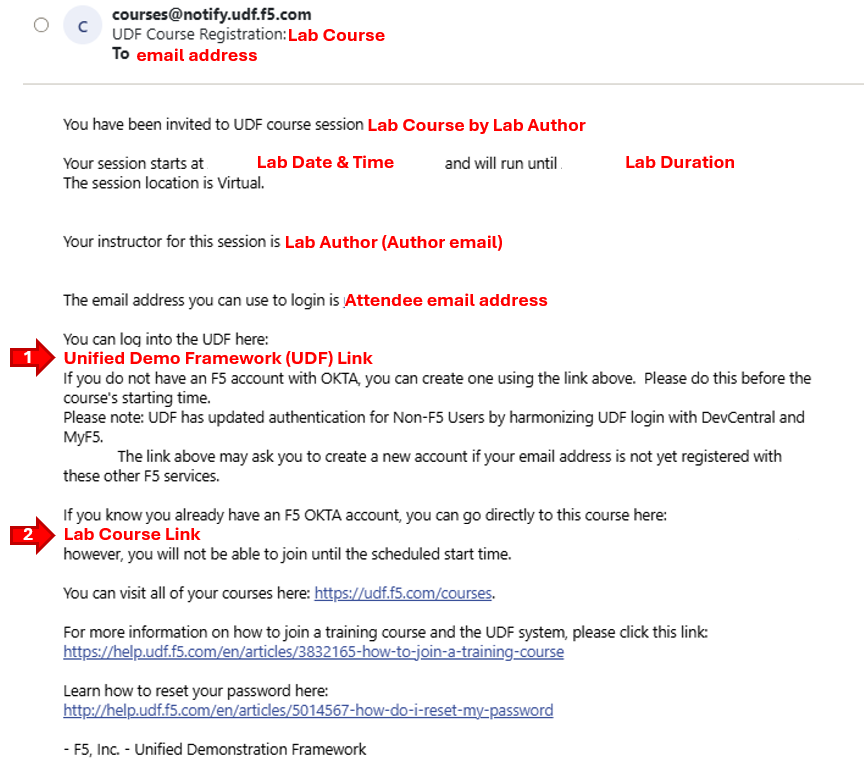 C
courses@notify.udf.f5.com
UDF Course Registration: Lab Course
To email address
You have been invited to UDF course session Lab Course by Lab Author
Your session starts at Lab Date & Time and will run until Lab Duration
The session location is Virtual.
Your instructor for this session is Lab Author (Author email)
The email address you can use to login is Attendee email address
You can log into the UDF here:
1 Unified Demo Framework (UDF) Link
If you do not have an F5 account with OKTA, you can create one using the link above. Please do this before the
course's starting time.
Please note: UDF has updated authentication for Non-F5 Users by harmonizing UDF login with DevCentral and
MyF5.
The link above may ask you to create a new account if your email address is not yet registered with
these other F5 services.
If you know you already have an F5 OKTA account, you can go directly to this course here:
2 Lab Course Link
however, you will not be able to join until the scheduled start time.
You can visit all of your courses here: https://udf.f5.com/courses.
For more information on how to join a training course and the UDF system, please click this link:
https://help.udf.f5.com/en/articles/3832165-how-to-join-a-training-course
Learn how to reset your password here:
http://help.udf.f5.com/en/articles/5014567-how-do-i-reset-my-password
- F5, Inc. - Unified Demonstration Framework